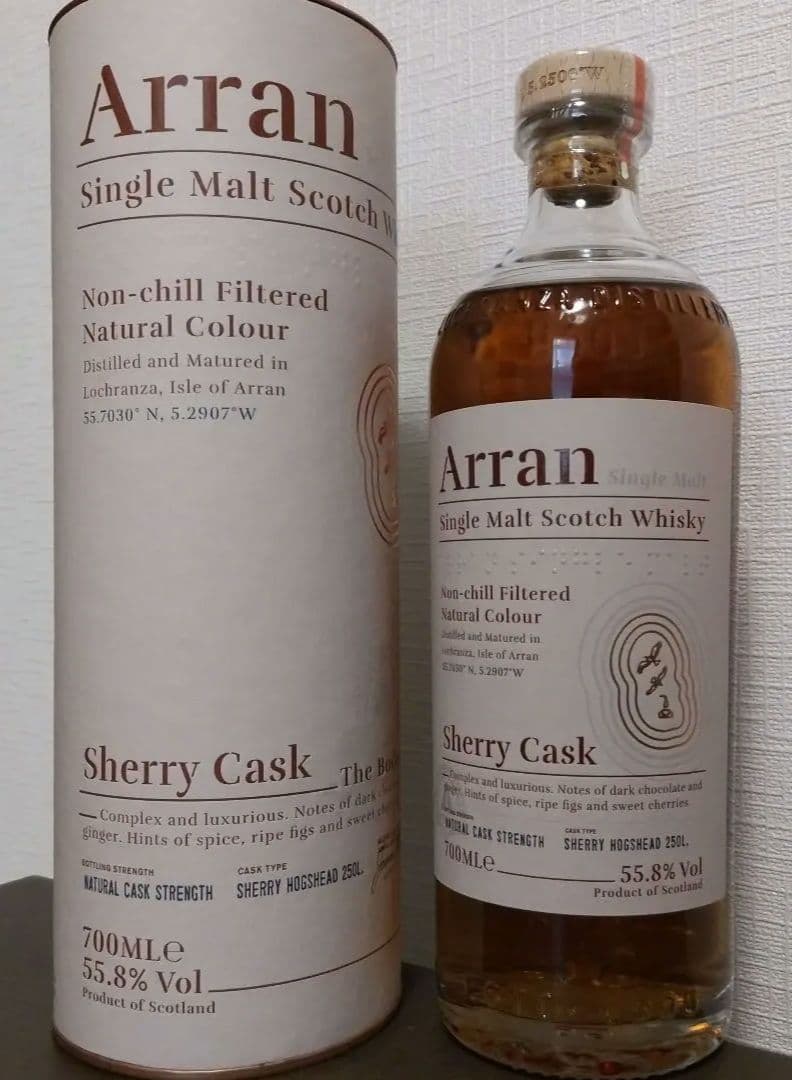 Arran
Single Malt Scotch
Non-chill Filtered
Natural Colour
Distilled and Matured in
Lochranza, Isle of Arran
55.7030° N, 5.2907°W
Sherry Cask
The
Complex and luxurious. Notes of dark
ginger. Hints of spice, ripe figs and sweet
BOTTLING STRENGTH
NATURAL CASK STRENGTH
CASK TYPE
SHERRY HOGSHEAD 250L.
700MLe
55.8% Vol
Product of Scotland
Arran Single Malt
Single Malt Scotch Whisky
Non-chill Filtered
Natural Colour
Distilled and Matured in
Lochranza, Isle of Arran
N, 5.2907°W
Sherry Cask
Complex and luxurious. Notes of dark chocolate and
ginger. Hints of spice, ripe figs and sweet cherries
NATURAL CASK STRENGTH
CASK TYPE
SHERRY HOGSHEAD 250L.
700MLe
55.8% Vol
Product of Scotland